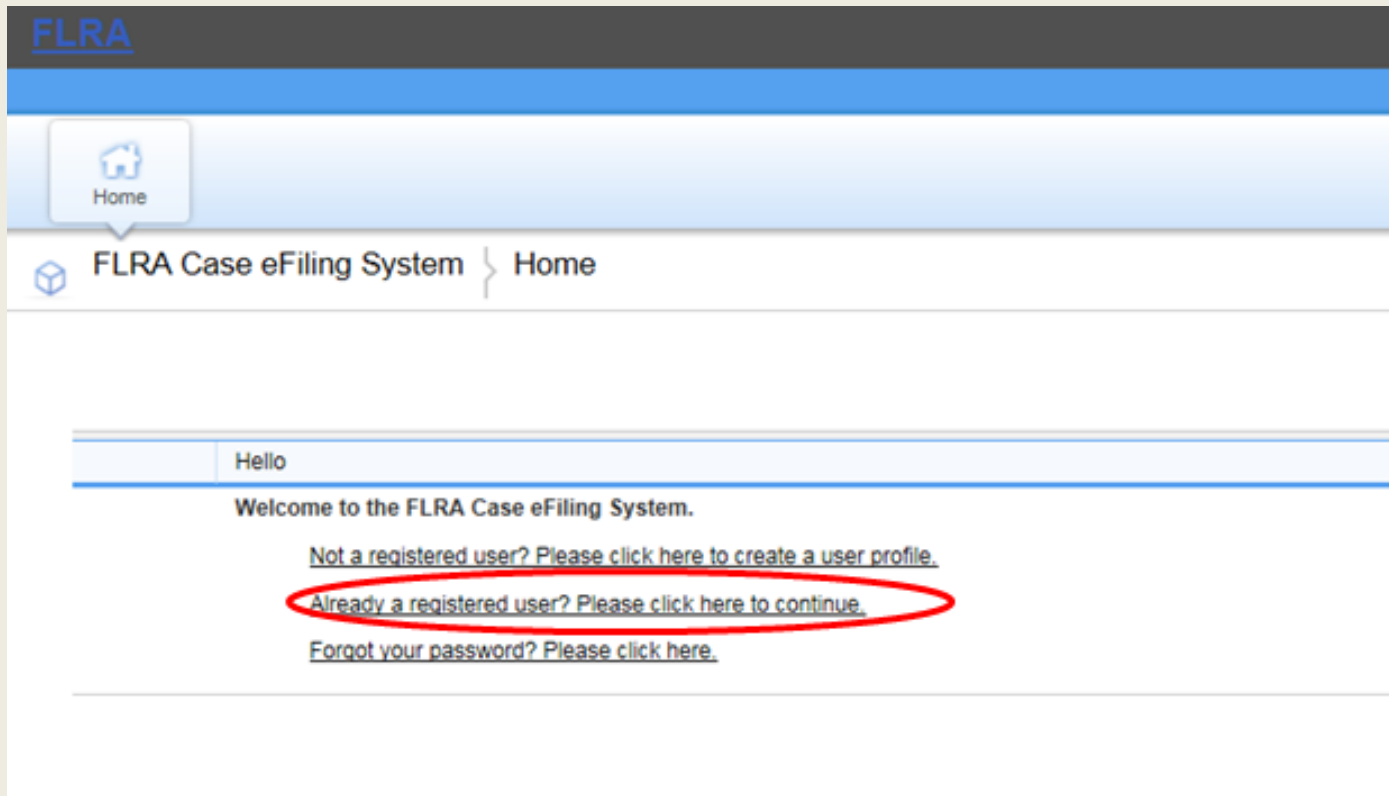 FLRA
Home
FLRA Case eFiling System Home
Hello
Welcome to the FLRA Case eFiling System.
Not a registered user? Please click here to create a user profile.
Already a registered user? Please click here to continue.
Forgot your password? Please click here.